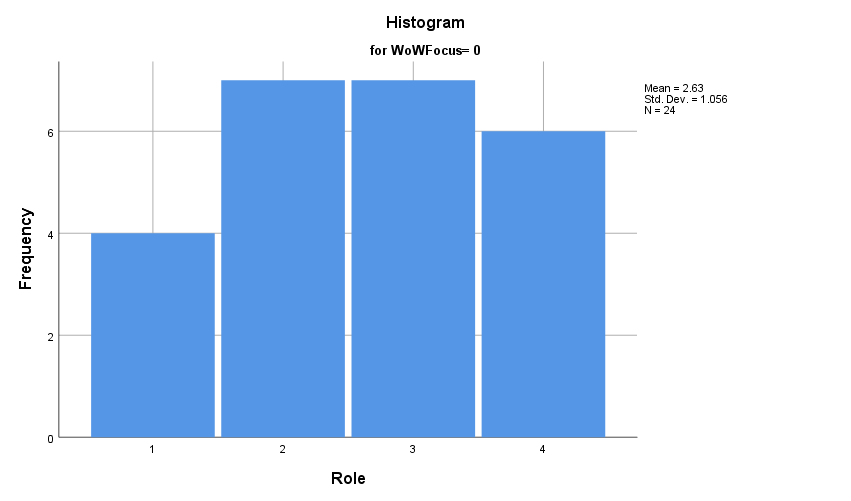 Histogram
for WoWFocus= 0
Mean = 2.63
Std. Dev. = 1.056
N = 24
Frequency
6
4
2
0
1 2 3 4
Role